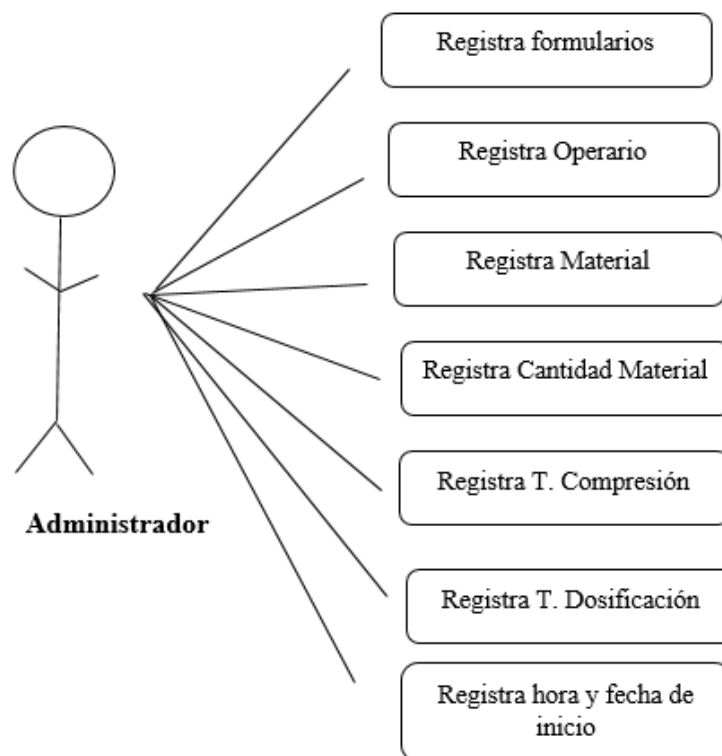 Registra formularios
Registra Operario
Registra Material
Registra Cantidad Material
Registra T. Compresión
Administrador
Registra T. Dosificación
Registra hora y fecha de
inicio